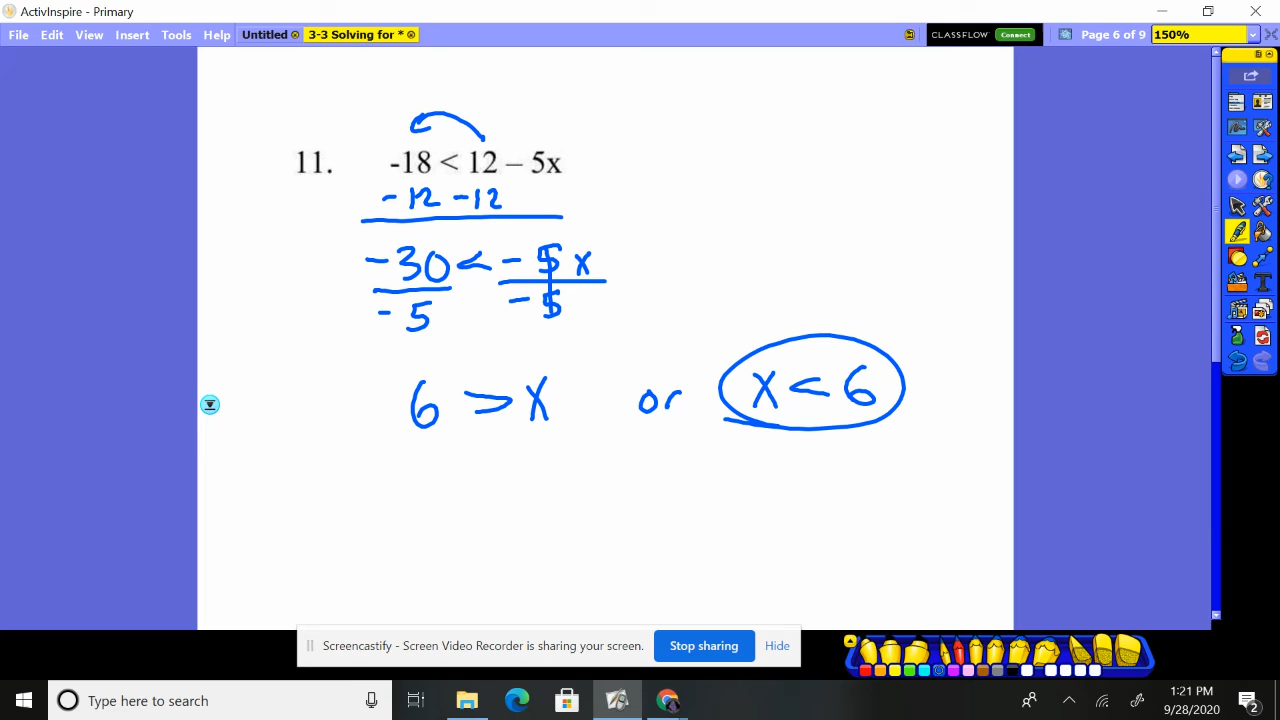 ActivInspire - Primary
File Edit View Insert Tools Help Untitled 3-3 Solving for * CLASSFLOW Connect Page 6 of 9 150%
11. -18 < 12 – 5x
-12 -12
-30 < -5x
-5 -5
6 > x or x < 6
Screencastify - Screen Video Recorder is sharing your screen. Stop sharing Hide
Type here to search
1:21 PM
9/28/2020
2